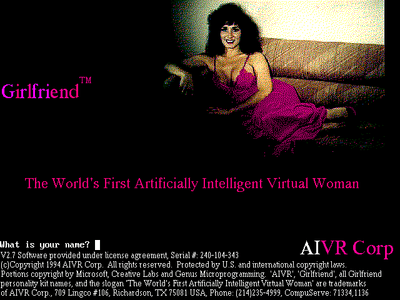 Girlfriend™
The World's First Artificially Intelligent Virtual Woman
What is your name?
AIVR Corp
V2.7 Software provided under license agreement, Serial #: 240-104-343
(c)Copyright 1994 AIVR Corp. All rights reserved. Protected by U.S. and international copyright laws.
Portions copyright by Microsoft, Creative Labs and Genus Microprogramming. 'AIVR', 'Girlfriend', all Girlfriend
personality kit names, and the slogan 'The World's First Artificially Intelligent Virtual Woman' are trademarks
of AIVR Corp., 709 Lingco #106, Richardson, TX 75081 USA, Phone: (214)235-4999, CompuServe: 71334,1136